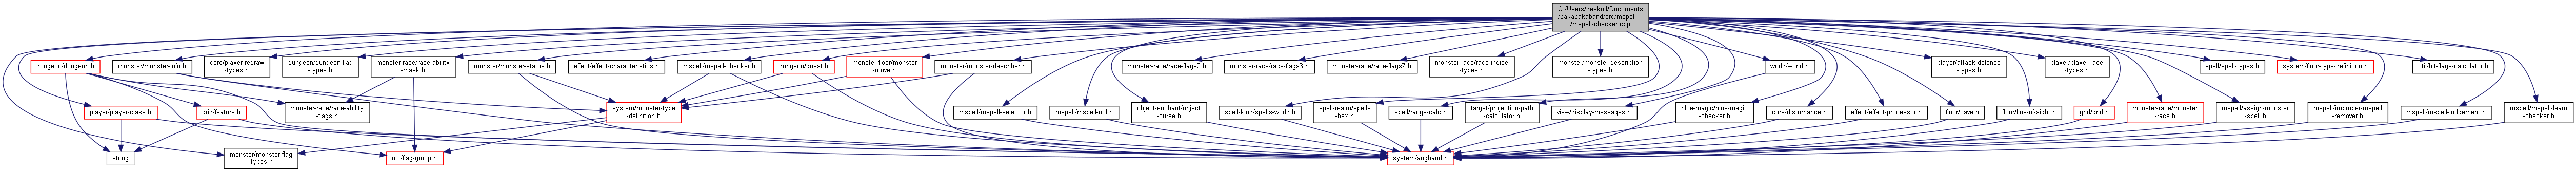 C:/Users/deskull/Documents
/bakabakaband/src/mspell
/mspell-checker.cpp
dungeon/dungeon.h
monster/monster-info.h
core/player-redraw
-types.h
dungeon/dungeon-flag
-types.h
monster-race/race-ability
-mask.h
monster/monster-status.h
effect/effect-characteristics.h
mspell/mspell-checker.h
dungeon/quest.h
monster-floor/monster
-move.h
monster/monster-describer.h
monster-race/race-flags2.h
monster-race/race-flags3.h
monster-race/race-flags7.h
monster-race/race-indice
-types.h
monster/monster-description
-types.h
world/world.h
player/attack-defense
-types.h
player/player-race
-types.h
spell/spell-types.h
system/floor-type-definition.h
util/bit-flags-calculator.h
player/player-class.h
grid/feature.h
monster-race/race-ability
-flags.h
system/monster-type
-definition.h
mspell/mspell-selector.h
mspell/mspell-util.h
object-enchant/object
-curse.h
spell-kind/spells-world.h
spell-realm/spells
-hex.h
spell/range-calc.h
target/projection-path
-calculator.h
view/display-messages.h
blue-magic/blue-magic
-checker.h
core/disturbance.h
effect/effect-processor.h
floor/cave.h
floor/line-of-sight.h
grid/grid.h
monster-race/monster
-race.h
mspell/assign-monster
-spell.h
mspell/improper-mspell
-remover.h
mspell/mspell-judgement.h
mspell/mspell-learn
-checker.h
string
monster/monster-flag
-types.h
util/flag-group.h
system/angband.h